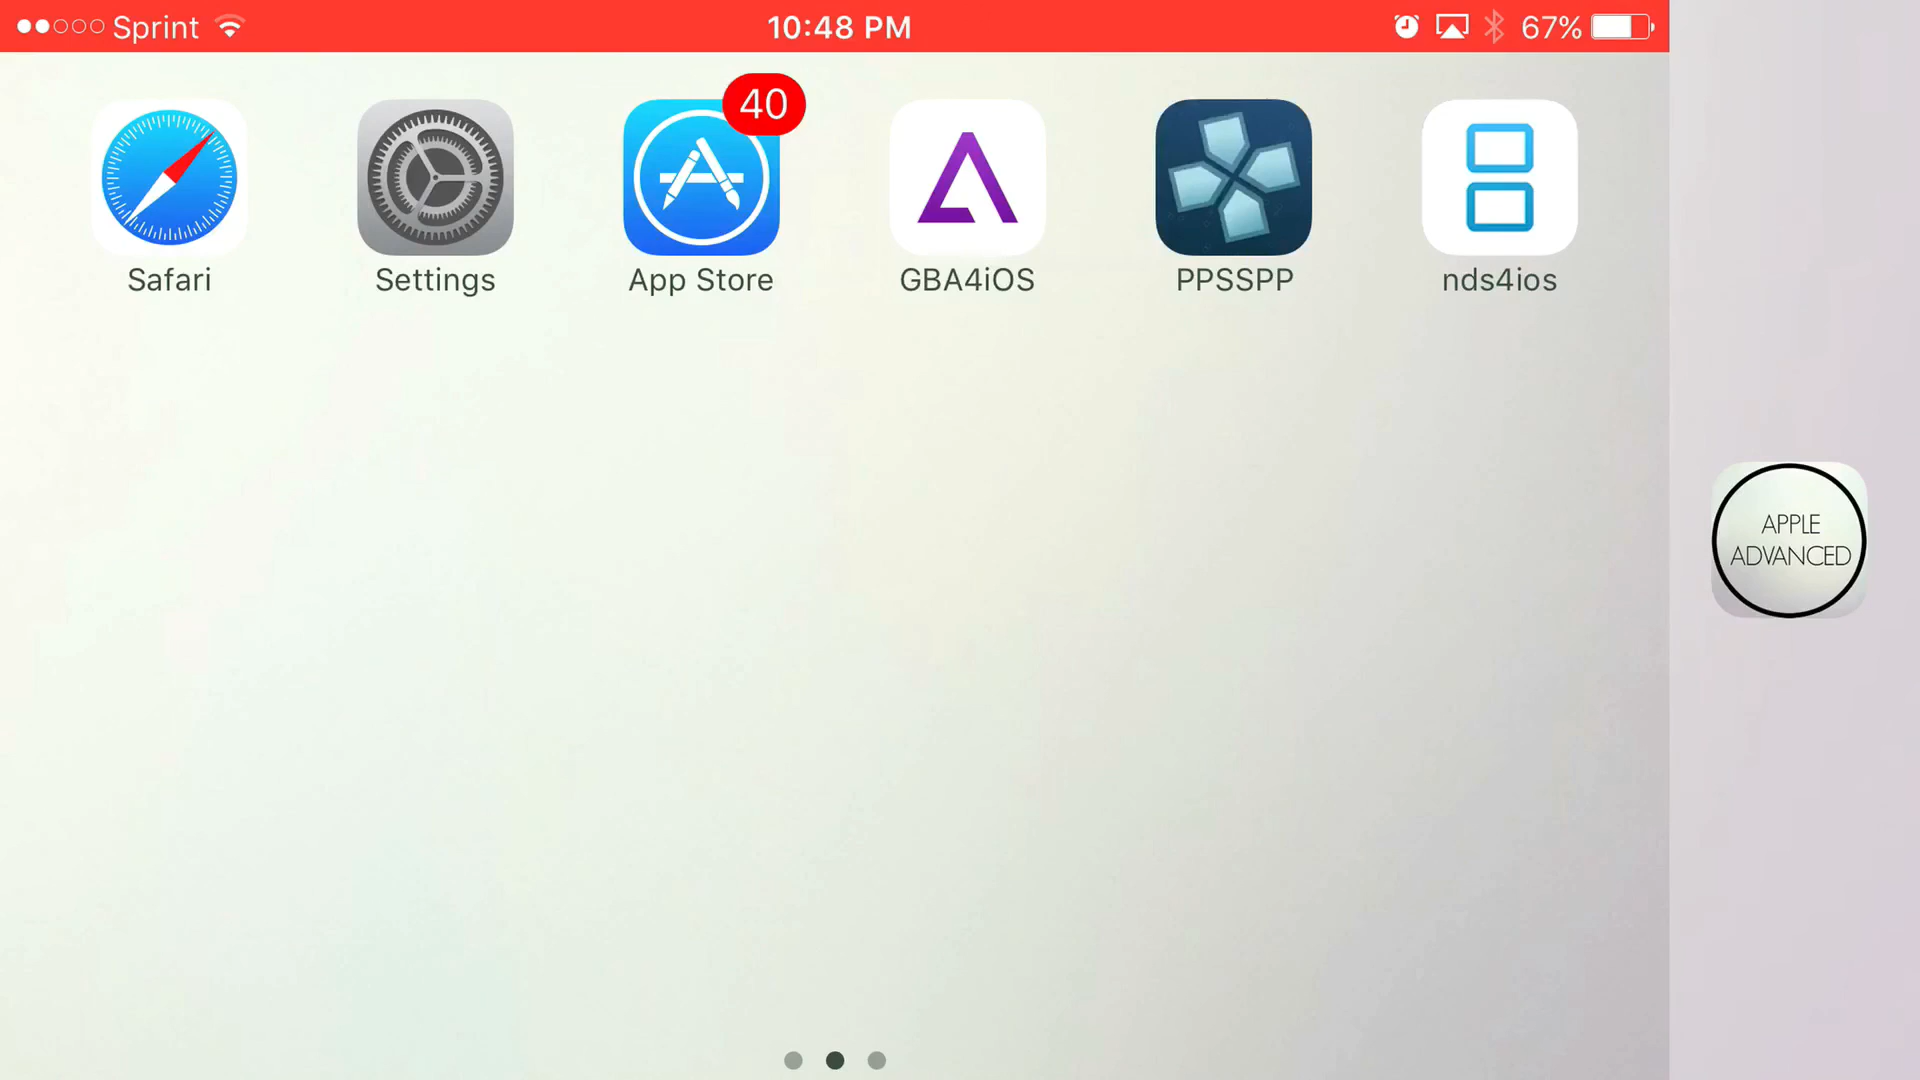 Sprint 10:48 PM 67%
40
Safari Settings App Store GBA4iOS PPSSPP nds4ios
APPLE
ADVANCED